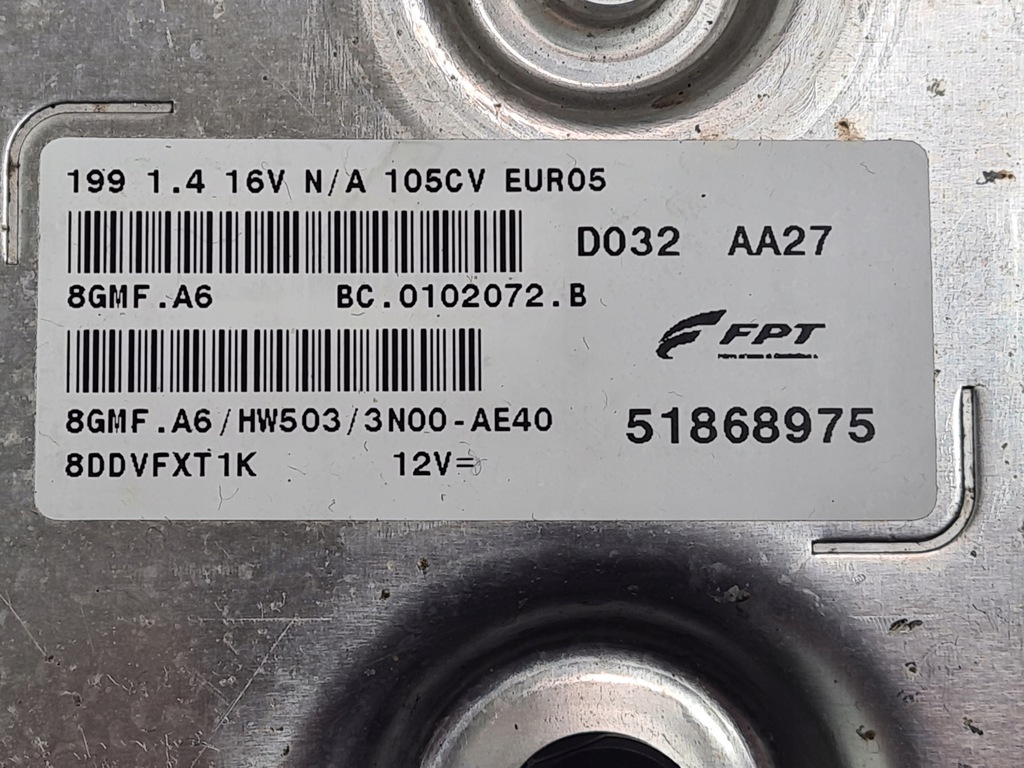 199 1.4 16V N/A 105CV EURO5
D032 AA27
8GMF.A6 BC.0102072.B
FPT
8GMF.A6/HW503/3N00-AE40
51868975
8DDVFXT1K 12V=